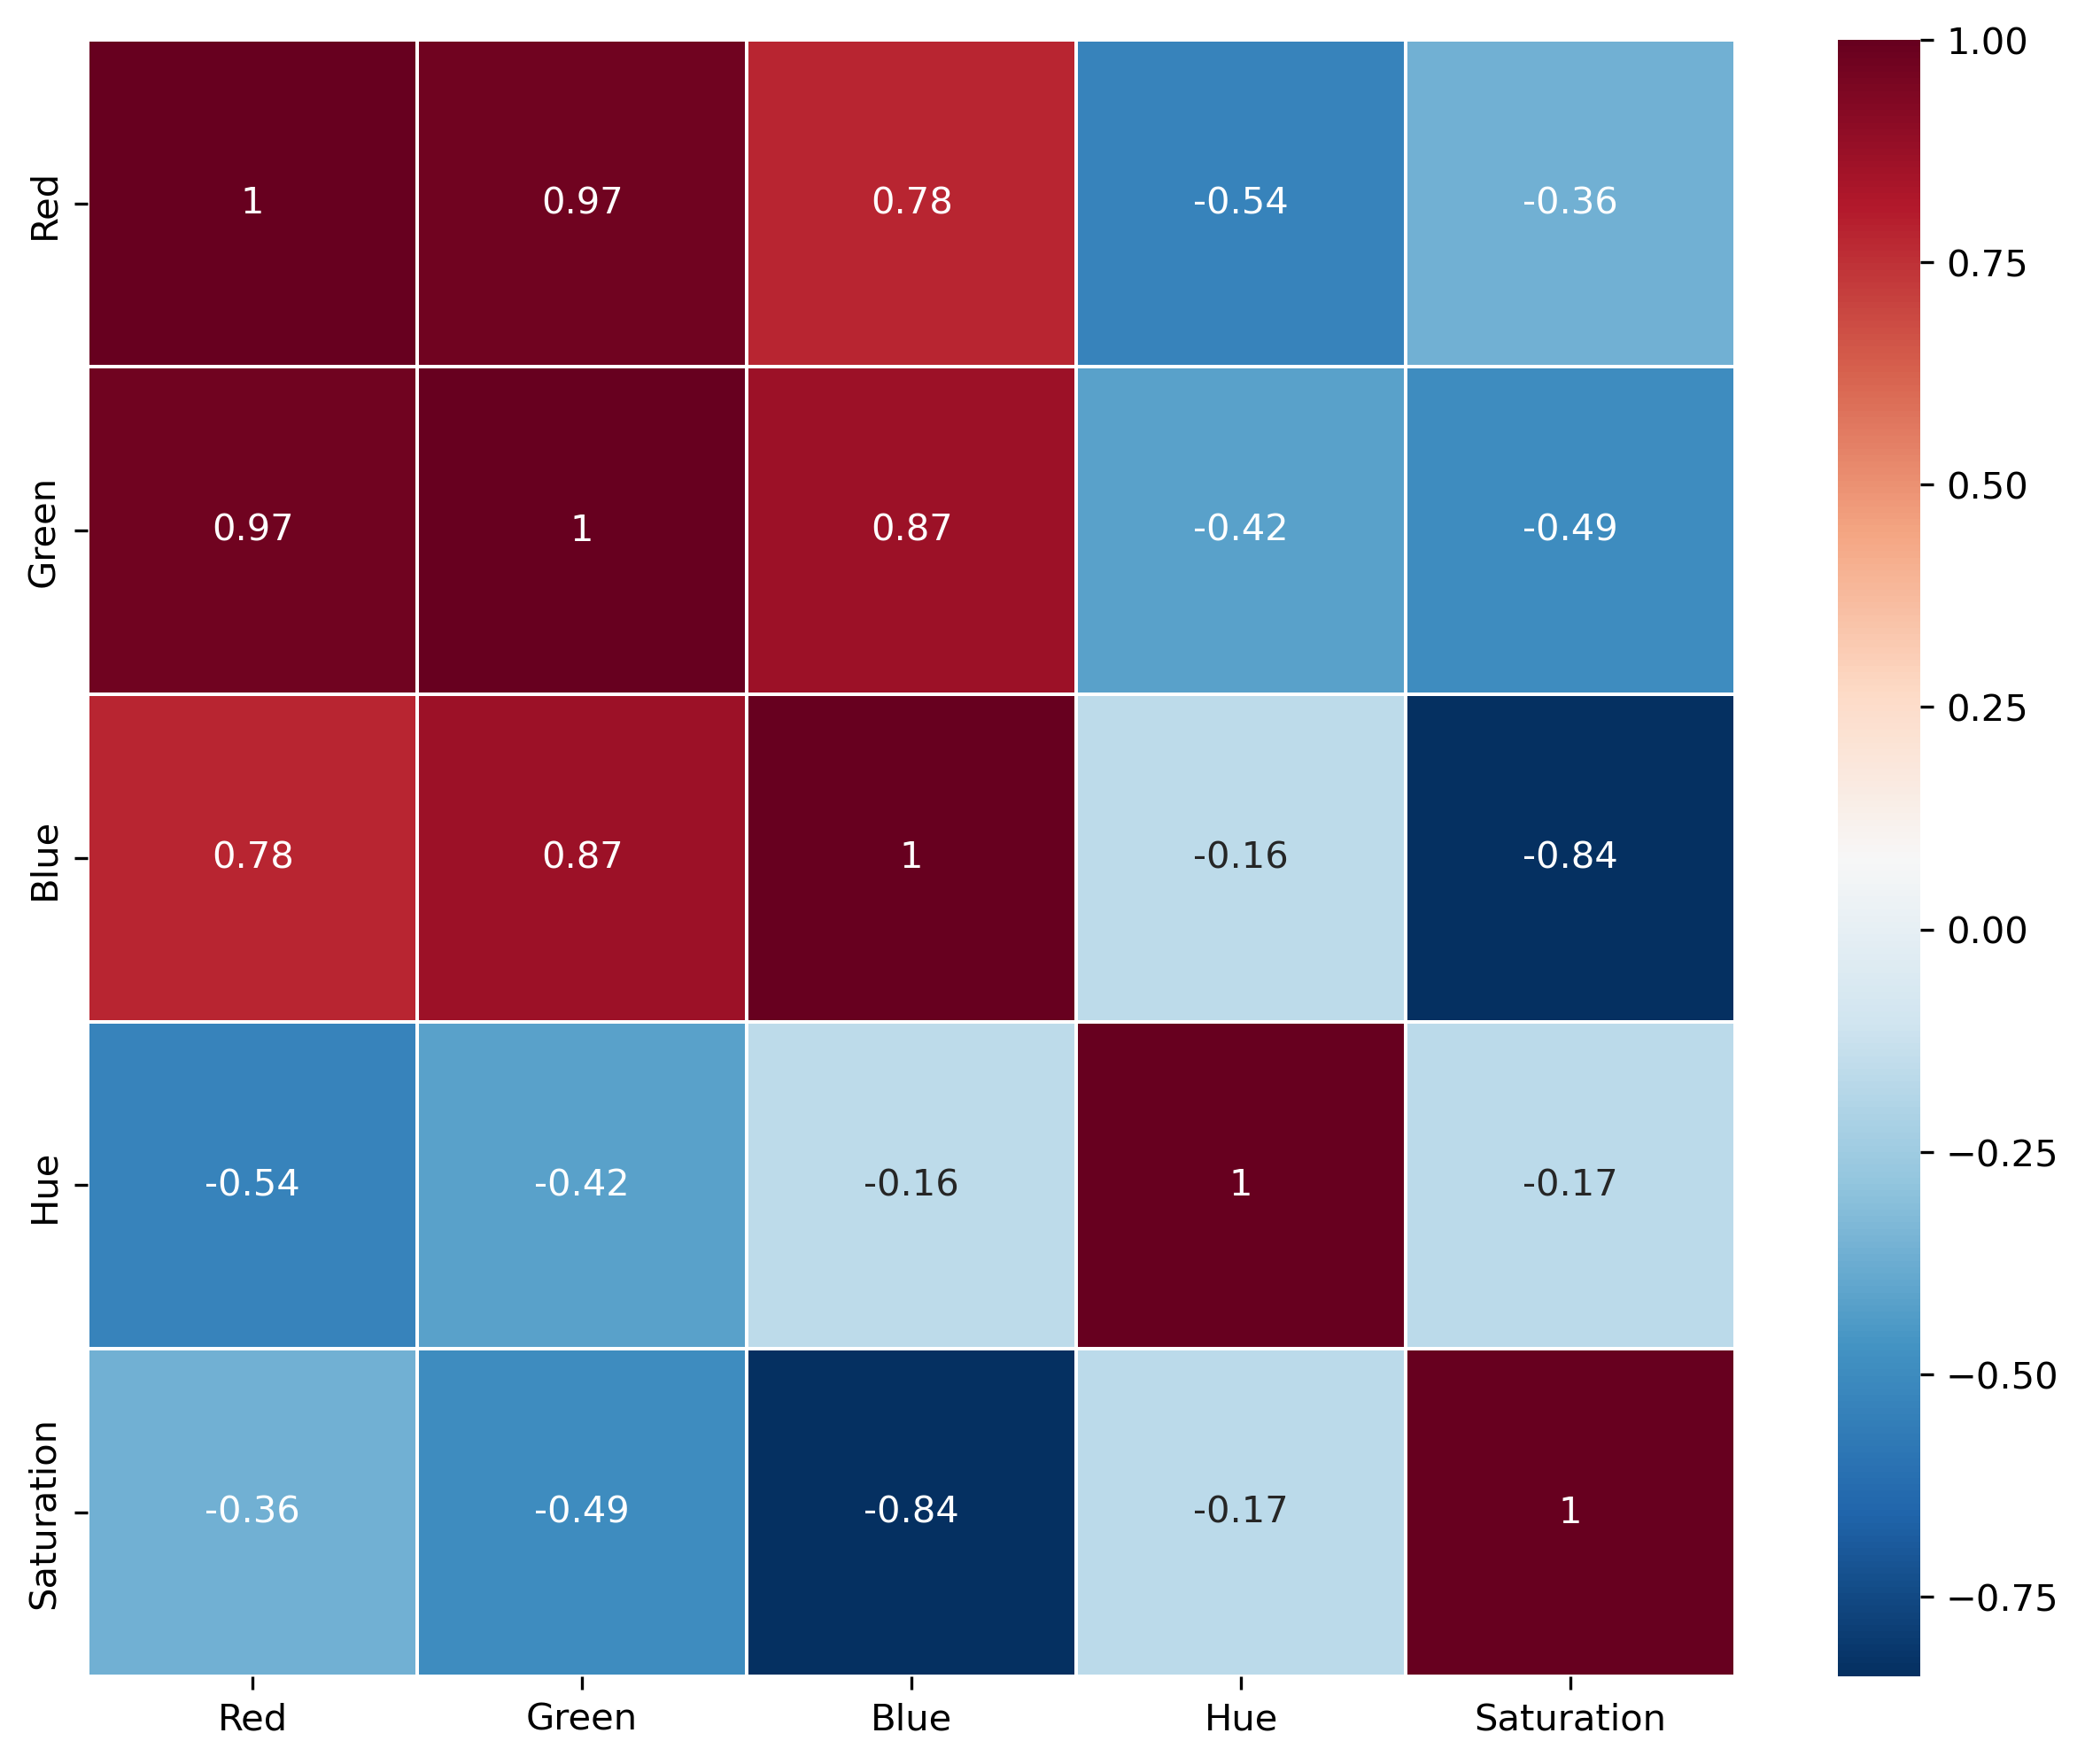 Red 1 0.97 0.78 -0.54 -0.36
Green 0.97 1 0.87 -0.42 -0.49
Blue 0.78 0.87 1 -0.16 -0.84
Hue -0.54 -0.42 -0.16 1 -0.17
Saturation -0.36 -0.49 -0.84 -0.17 1
Red Green Blue Hue Saturation
1.00
0.75
0.50
0.25
0.00
−0.25
−0.50
−0.75